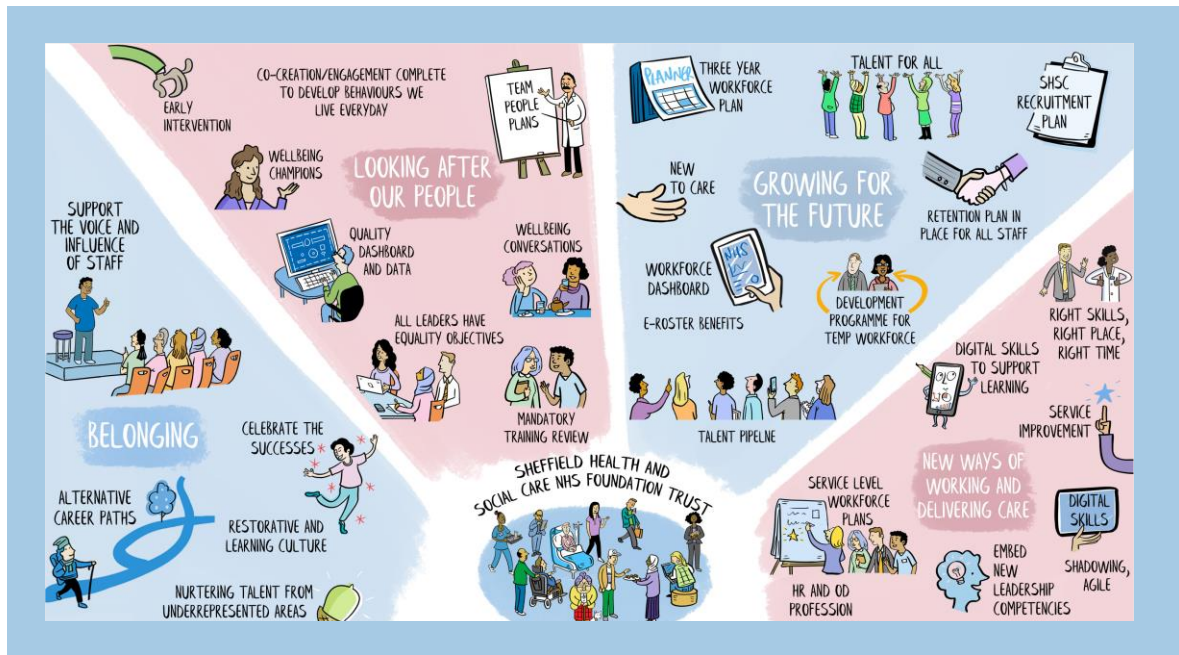 BELONGING
SUPPORT
THE VOICE AND
INFLUENCE
OF STAFF
CELEBRATE THE
SUCCESSES
ALTERNATIVE
CAREER PATHS
RESTORATIVE AND
LEARNING CULTURE
NURTURING TALENT FROM
UNDERREPRESENTED AREAS
LOOKING AFTER
OUR PEOPLE
EARLY
INTERVENTION
CO-CREATION/ENGAGEMENT COMPLETE
TO DEVELOP BEHAVIOURS WE
LIVE EVERYDAY
TEAM
PEOPLE
PLANS
WELLBEING
CHAMPIONS
QUALITY
DASHBOARD
AND DATA
WELLBEING
CONVERSATIONS
ALL LEADERS HAVE
EQUALITY OBJECTIVES
MANDATORY
TRAINING REVIEW
GROWING FOR
THE FUTURE
PLANNER
THREE YEAR
WORKFORCE
PLAN
TALENT FOR ALL
SHSC
RECRUITMENT
PLAN
NEW
TO CARE
RETENTION PLAN IN
PLACE FOR ALL STAFF
WORKFORCE
DASHBOARD
NHS
E-ROSTER BENEFITS
DEVELOPMENT
PROGRAMME FOR
TEMP WORKFORCE
TALENT PIPELNE
NEW WAYS OF
WORKING AND
DELIVERING CARE
RIGHT SKILLS,
RIGHT PLACE,
RIGHT TIME
DIGITAL SKILLS
TO SUPPORT
LEARNING
SERVICE
IMPROVEMENT
SERVICE LEVEL
WORKFORCE
PLANS
HR AND OD
PROFESSION
EMBED
NEW
LEADERSHIP
COMPETENCIES
DIGITAL
SKILLS
SHADOWING,
AGILE
SHEFFIELD HEALTH AND
SOCIAL CARE NHS FOUNDATION TRUST